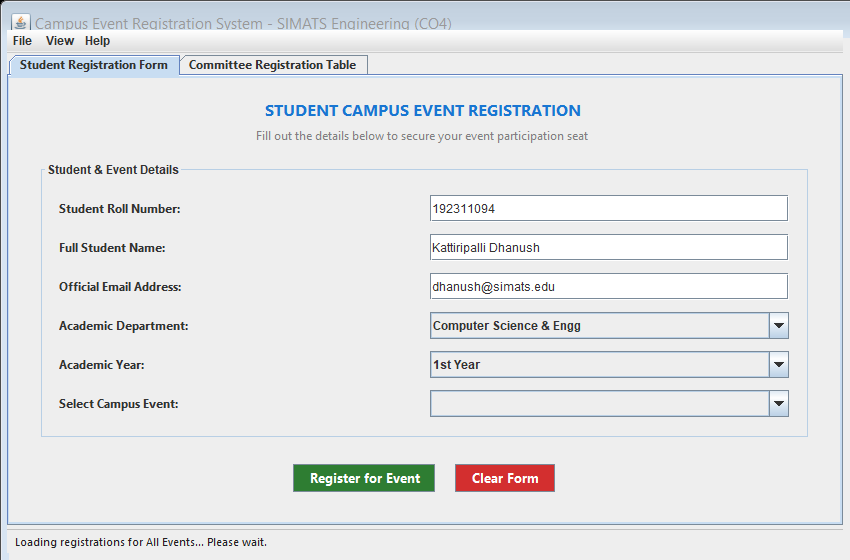 Campus Event Registration System - SIMATS Engineering (CO4)
File View Help
Student Registration Form Committee Registration Table
STUDENT CAMPUS EVENT REGISTRATION
Fill out the details below to secure your event participation seat
Student & Event Details
Student Roll Number: 192311094
Full Student Name: Kattiripalli Dhanush
Official Email Address: dhanush@simats.edu
Academic Department: Computer Science & Engg
Academic Year: 1st Year
Select Campus Event:
Register for Event Clear Form
Loading registrations for All Events... Please wait.